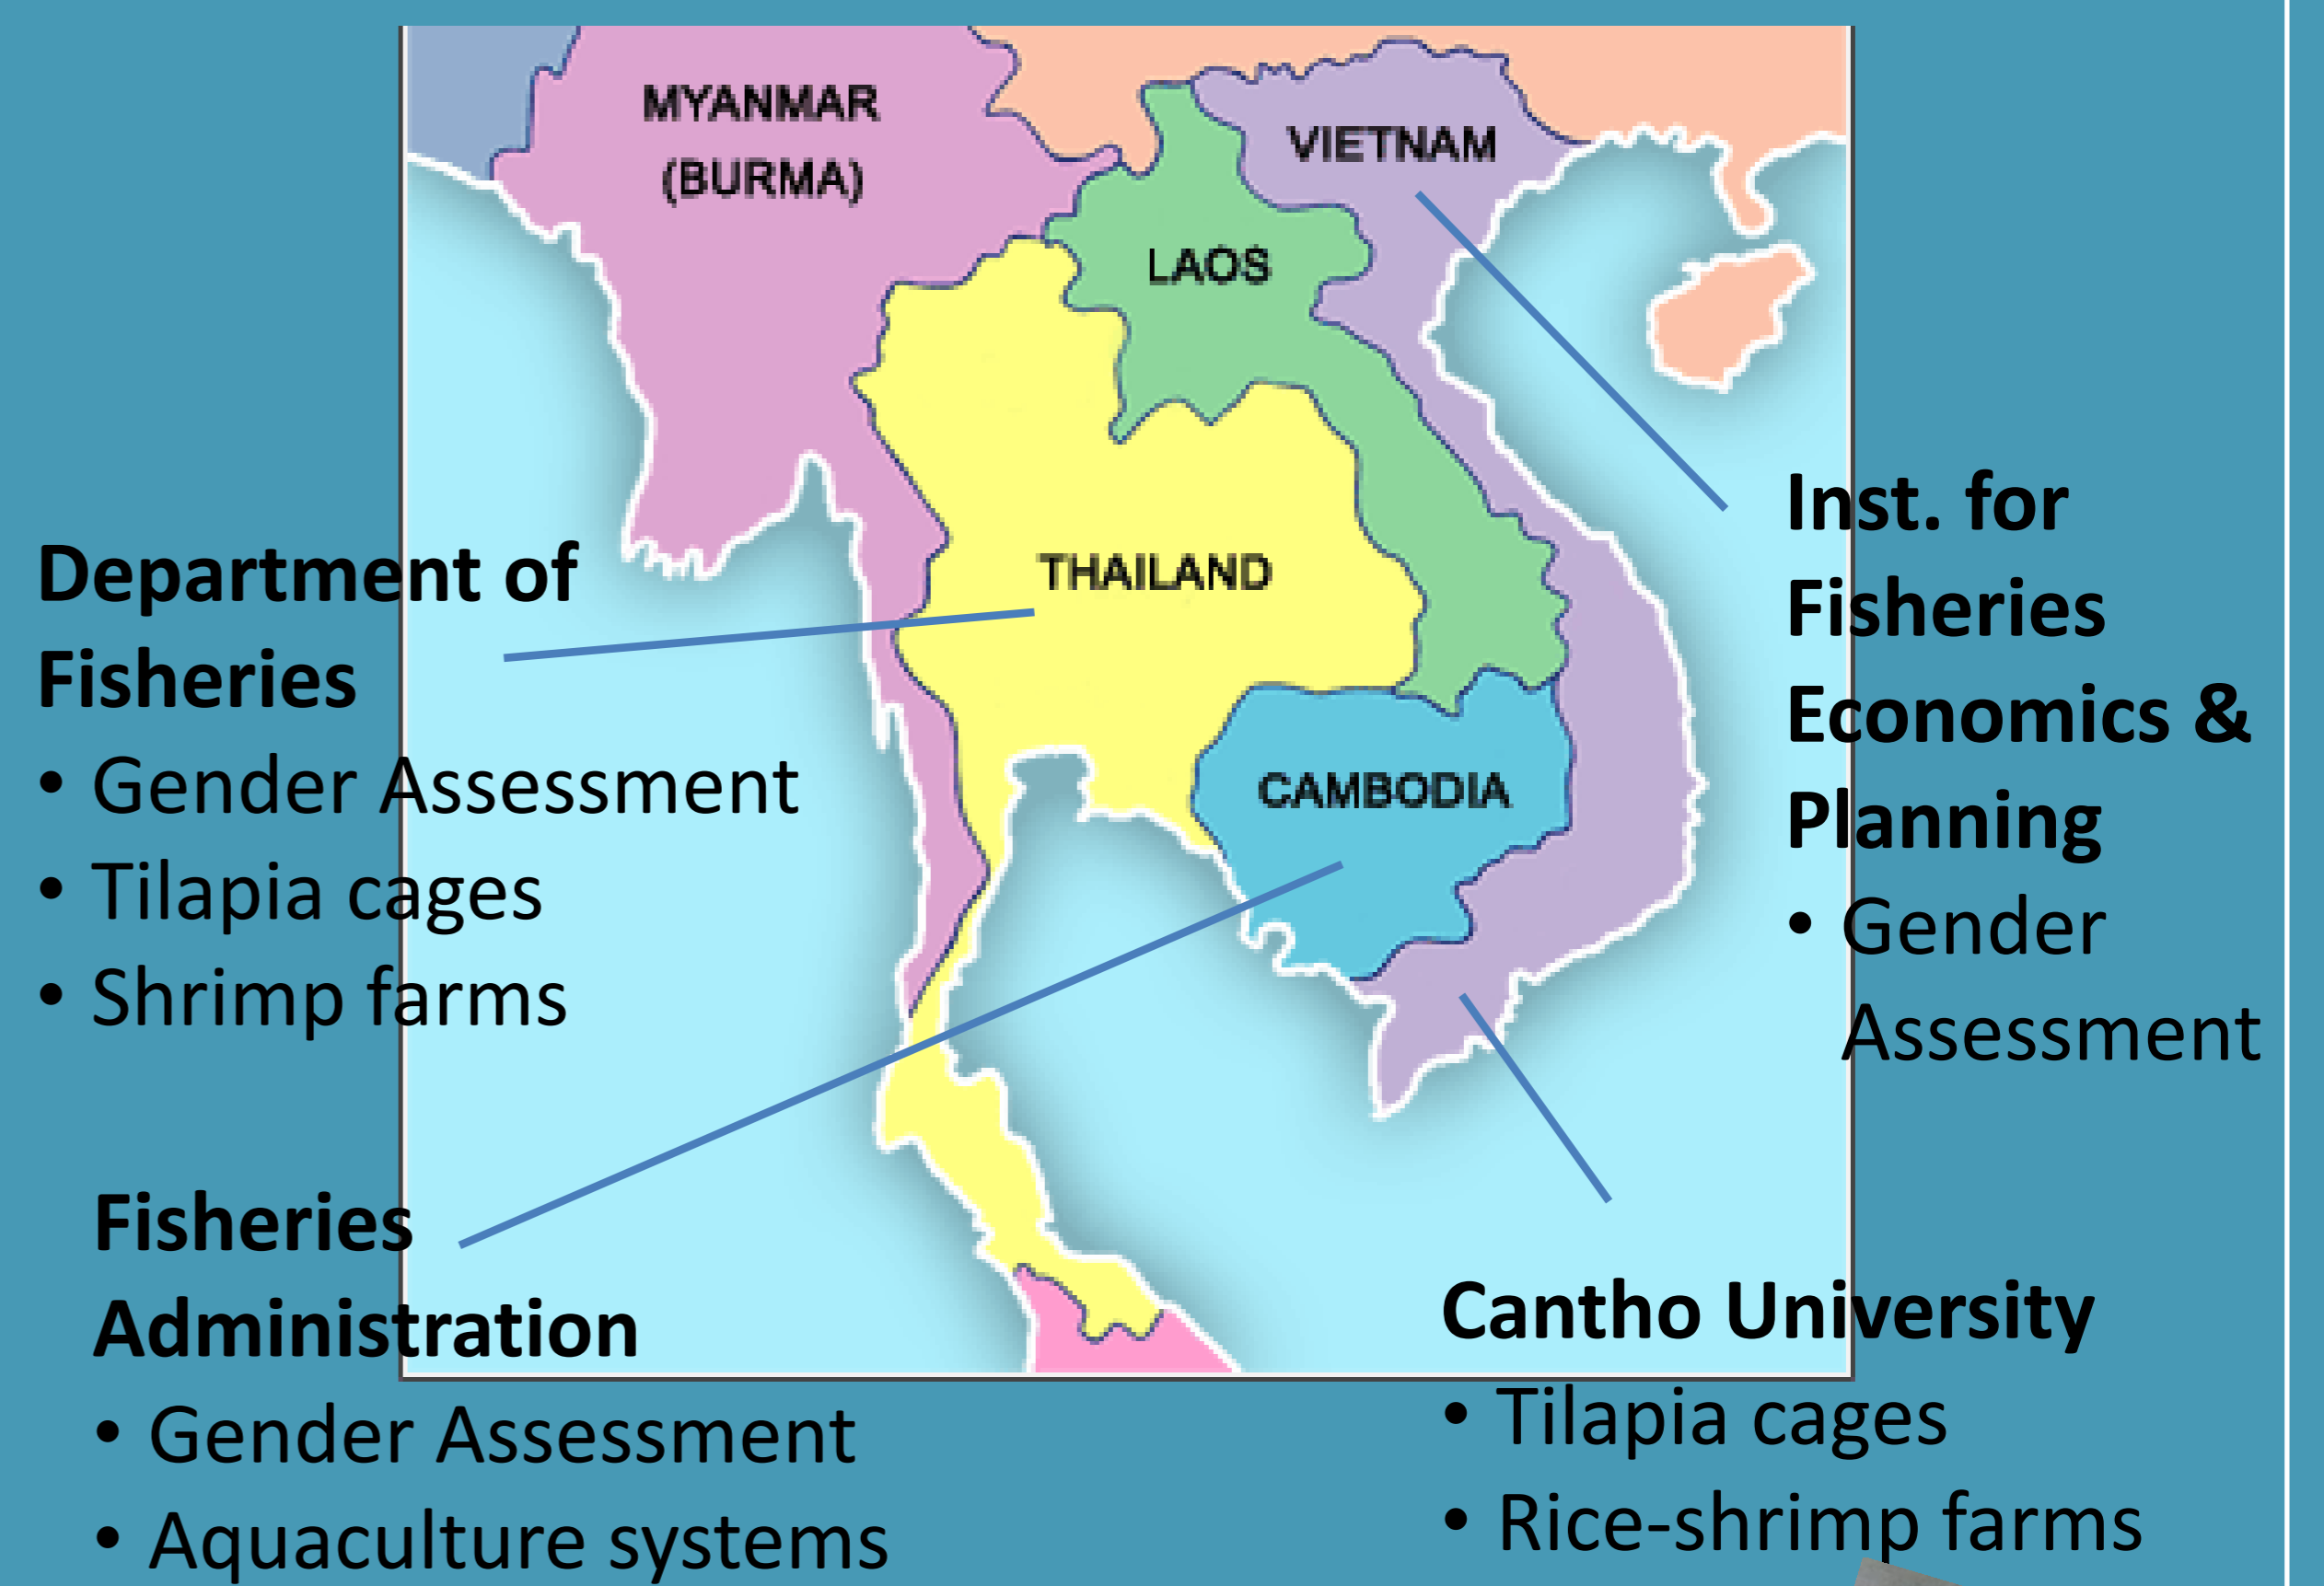 MYANMAR
(BURMA)
VIETNAM
LAOS
THAILAND
CAMBODIA
Department of
Fisheries
• Gender Assessment
• Tilapia cages
• Shrimp farms
Inst. for
Fisheries
Economics &
Planning
• Gender
Assessment
Fisheries
Administration
• Gender Assessment
• Aquaculture systems
Cantho University
• Tilapia cages
• Rice-shrimp farms